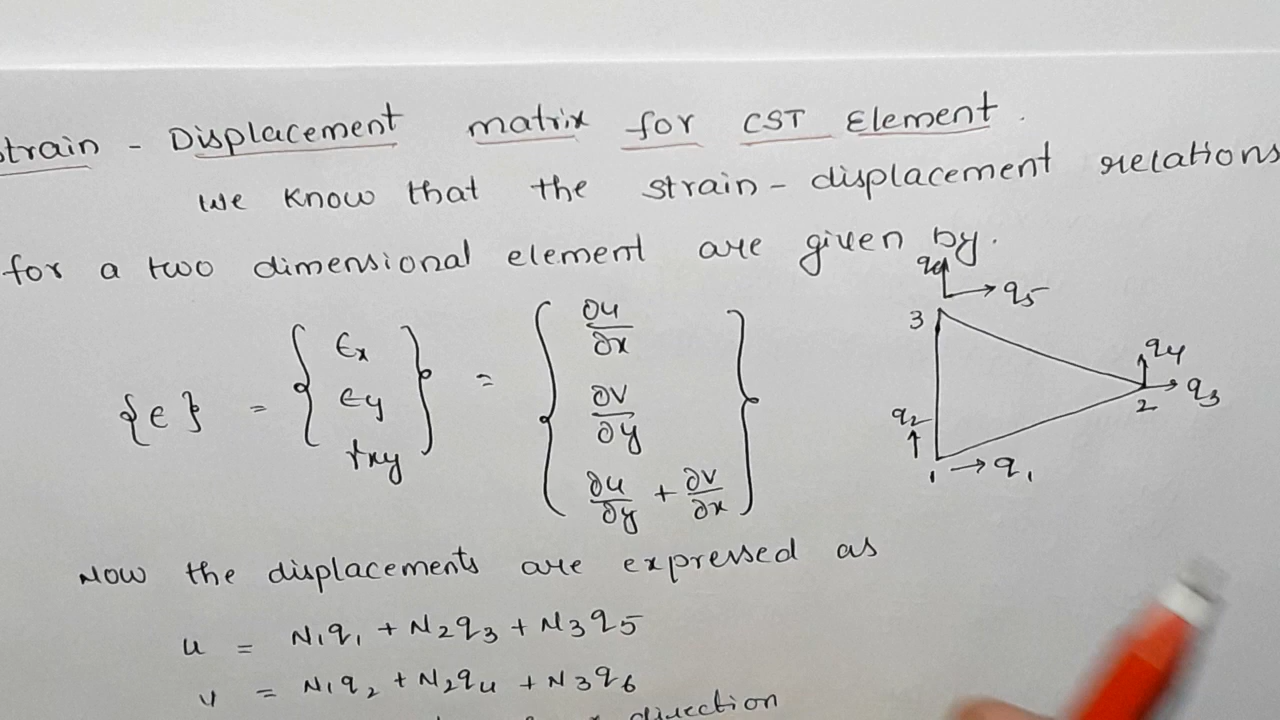 strain - Displacement matrix for CST Element.
We know that the strain - displacement relations
for a two dimensional element are given by.
{ϵ} = { ϵx ϵy γxy } = { ∂u/∂x ∂v/∂y ∂u/∂y + ∂v/∂x }
q6
q5
3
q4
q3
2
q2
1
q1
Now the displacements are expressed as
u = N1q1 + N2q3 + N3q5
v = N1q2 + N2q4 + N3q6
direction